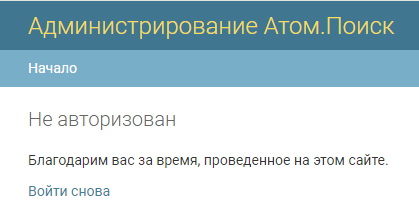 Администрирование Атом.Поиск
Начало
Не авторизован
Благодарим вас за время, проведенное на этом сайте.
Войти снова